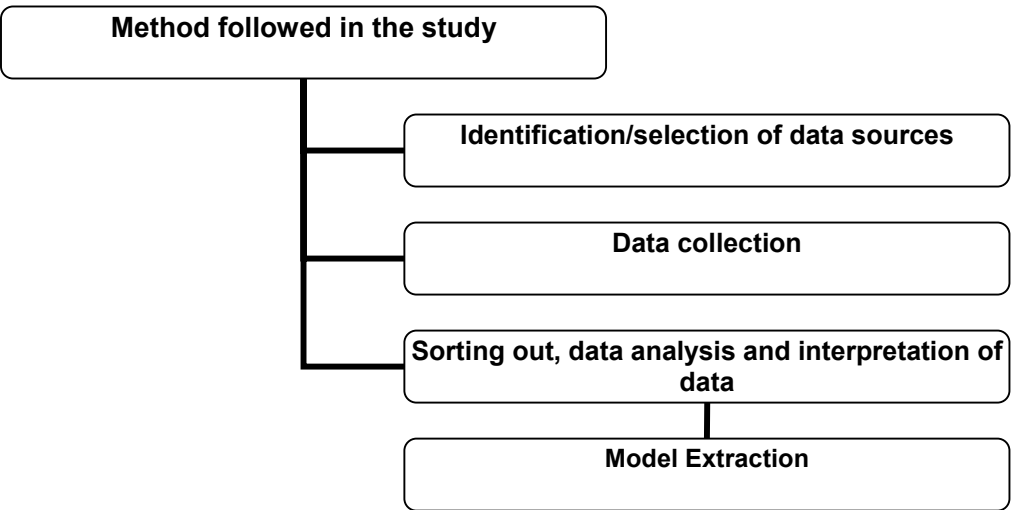 Method followed in the study
Identification/selection of data sources
Data collection
Sorting out, data analysis and interpretation of
data
Model Extraction